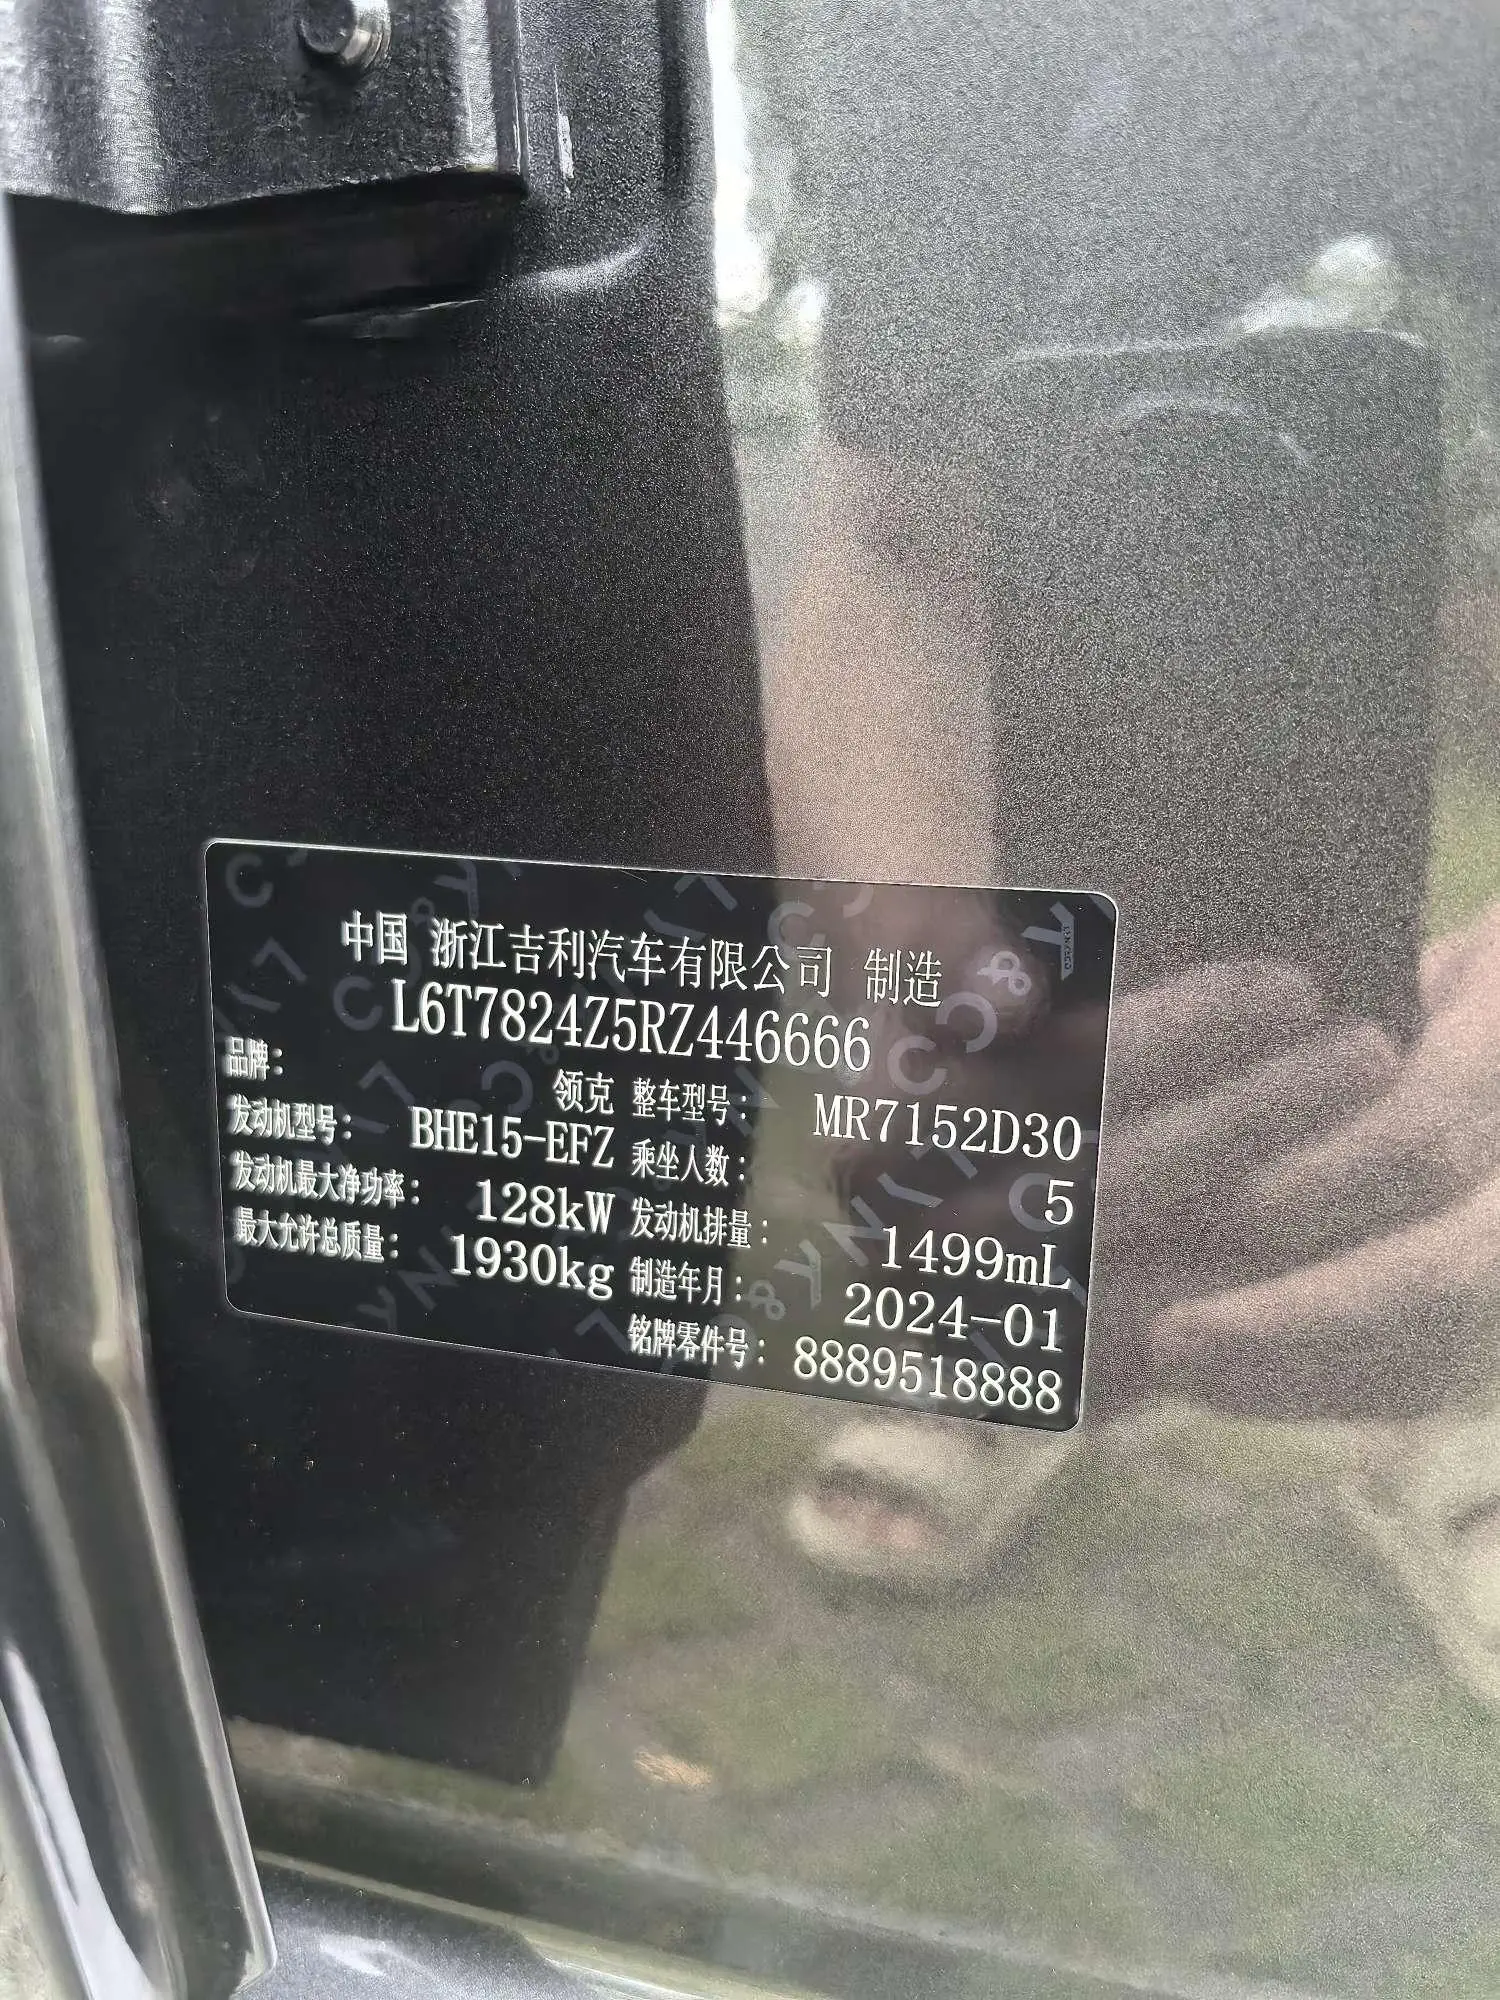 中国 浙江吉利汽车有限公司 制造
L6T7824Z5RZ446666
品牌： 领克 整车型号： MR7152D30
发动机型号： BHE15-EFZ 乘坐人数： 5
发动机最大净功率： 128kW 发动机排量： 1499mL
最大允许总质量： 1930kg 制造年月： 2024-01
铭牌零件号： 8889518888